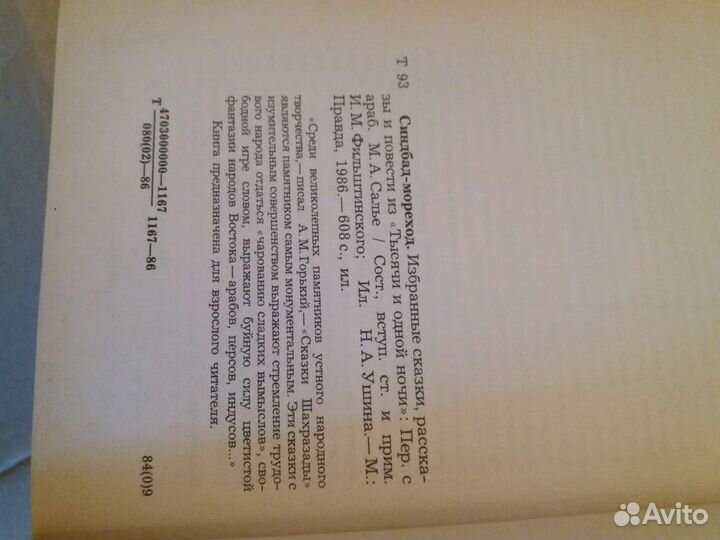 Т 93
Синдбад-мореход. Избранные сказки, расска-
зы и повести из «Тысячи и одной ночи»: Пер. с
араб. М. А. Салье / Сост., вступ. ст. и прим.
И. М. Фильштинского; Ил. Н. А. Ушина.— М.:
Правда, 1986.— 608 с., ил.
«Среди великолепных памятников устного народного
творчества,— писал А. М. Горький,— «Сказки Шахразады»
являются памятником самым монументальным. Эти сказки с
изумительным совершенством выражают стремление трудо-
вого народа отдаться «чарованию сладких вымыслов», сво-
бодной игре словом, выражают буйную силу цветистой
фантазии народов Востока — арабов, персов, индусов...»
Книга предназначена для взрослого читателя.
Т 4703000000—1167
080(02)—86
1167—86
84(0)9
Avito